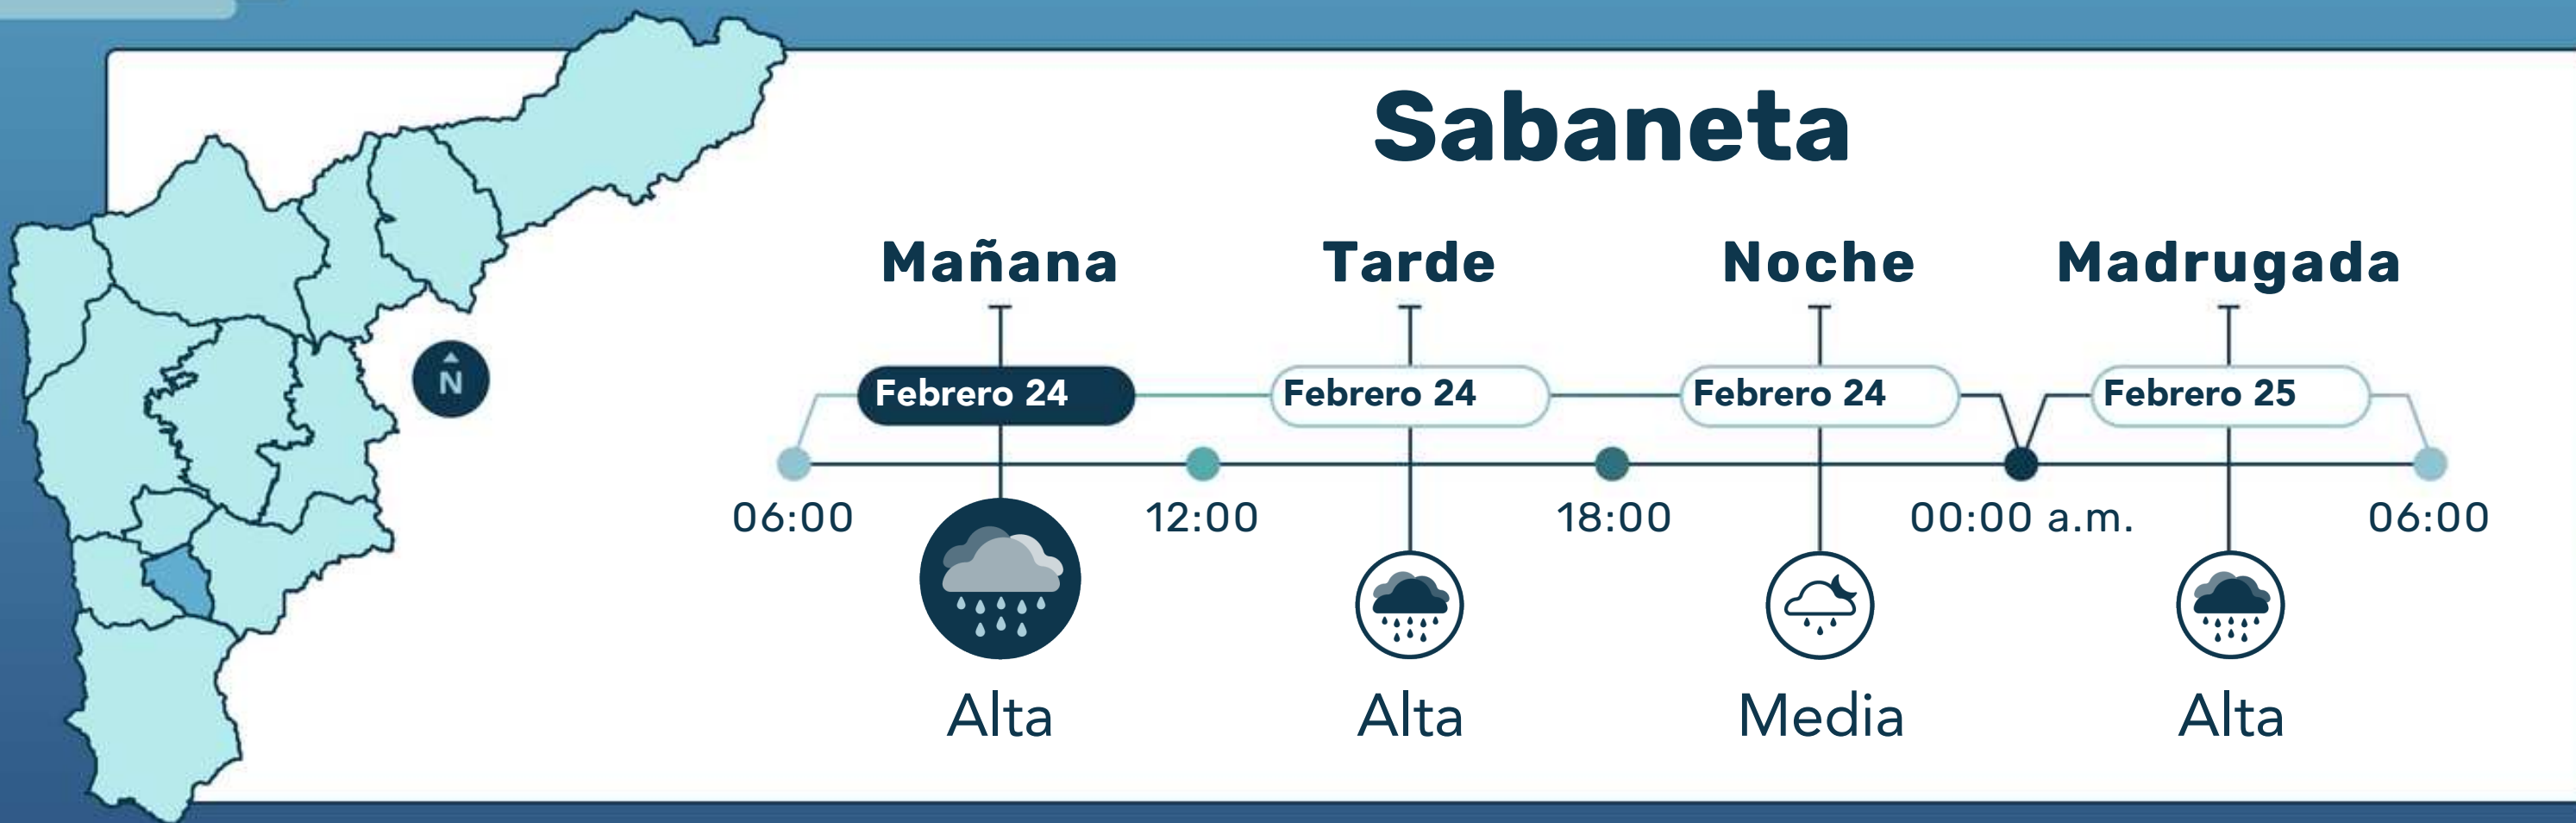 Sabaneta
Mañana
Tarde
Noche
Madrugada
Febrero 24
Febrero 24
Febrero 24
Febrero 25
N
06:00
12:00
18:00
00:00 a.m.
06:00
Alta
Alta
Media
Alta